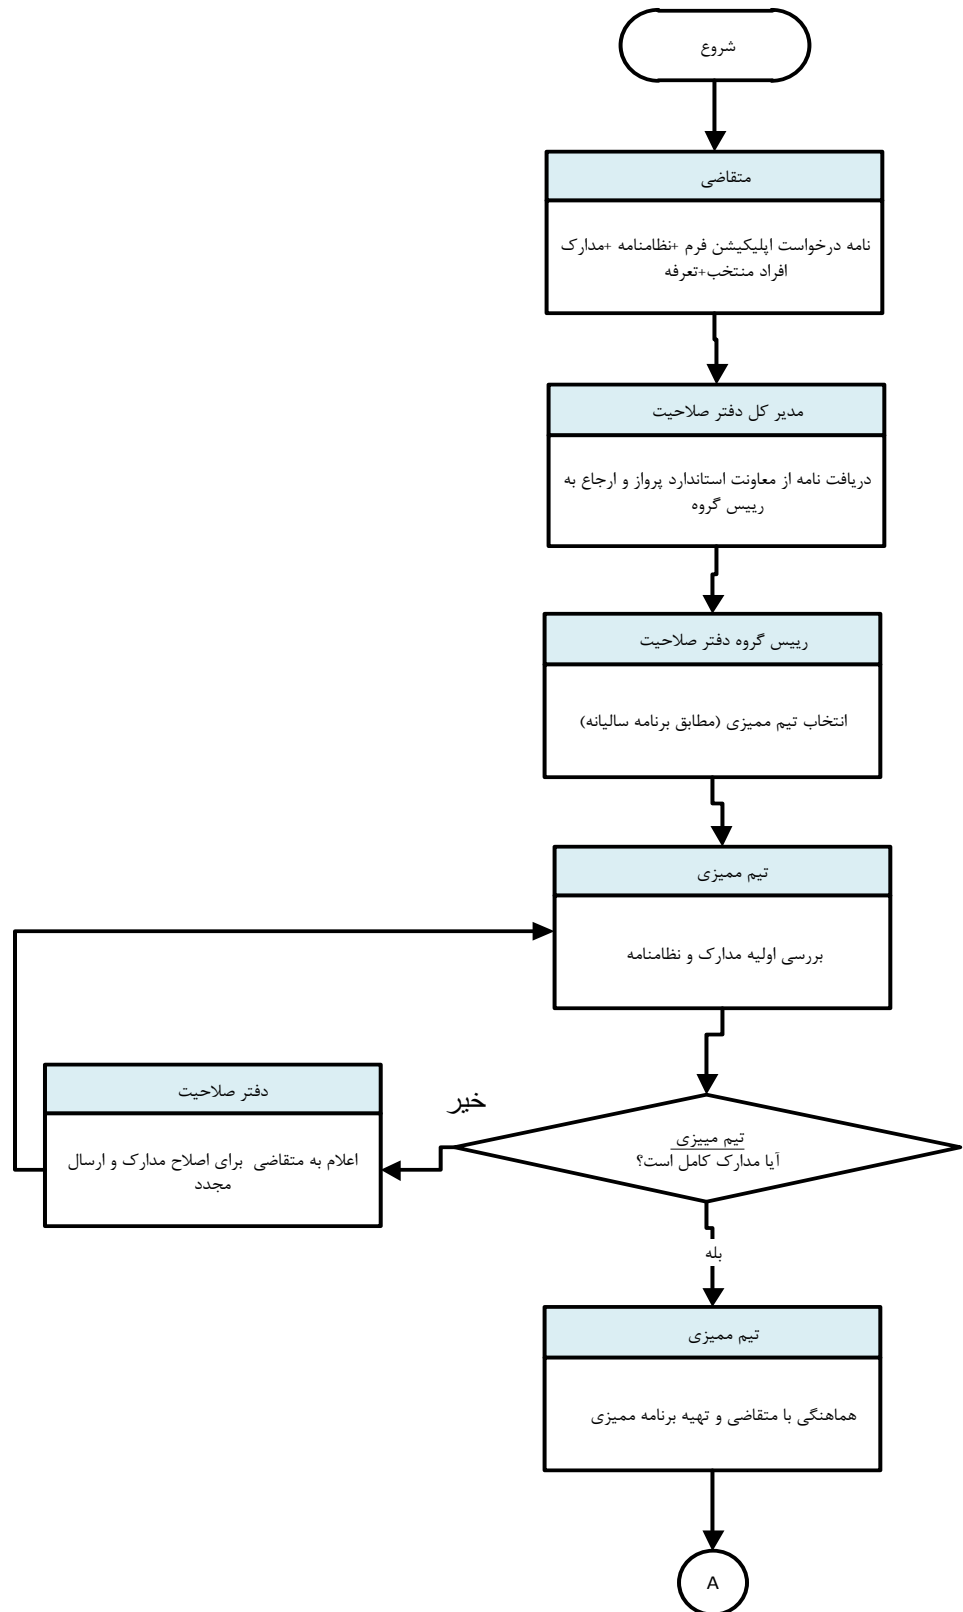 شروع
متقاضی
نامه درخواست اپلیکیشن فرم +نظامنامه +مدارک
افراد منتخب+تعرفه
مدیر کل دفتر صلاحیت
دریافت نامه از معاونت استاندارد پرواز و ارجاع به
رییس گروه
رییس گروه دفتر صلاحیت
انتخاب تیم ممیزی (مطابق برنامه سالیانه)
تیم ممیزی
بررسی اولیه مدارک و نظامنامه
دفتر صلاحیت
اعلام به متقاضی برای اصلاح مدارک و ارسال
مجدد
خیر
تیم مییزی
آیا مدارک کامل است؟
بله
تیم ممیزی
هماهنگی با متقاضی و تهیه برنامه ممیزی
A